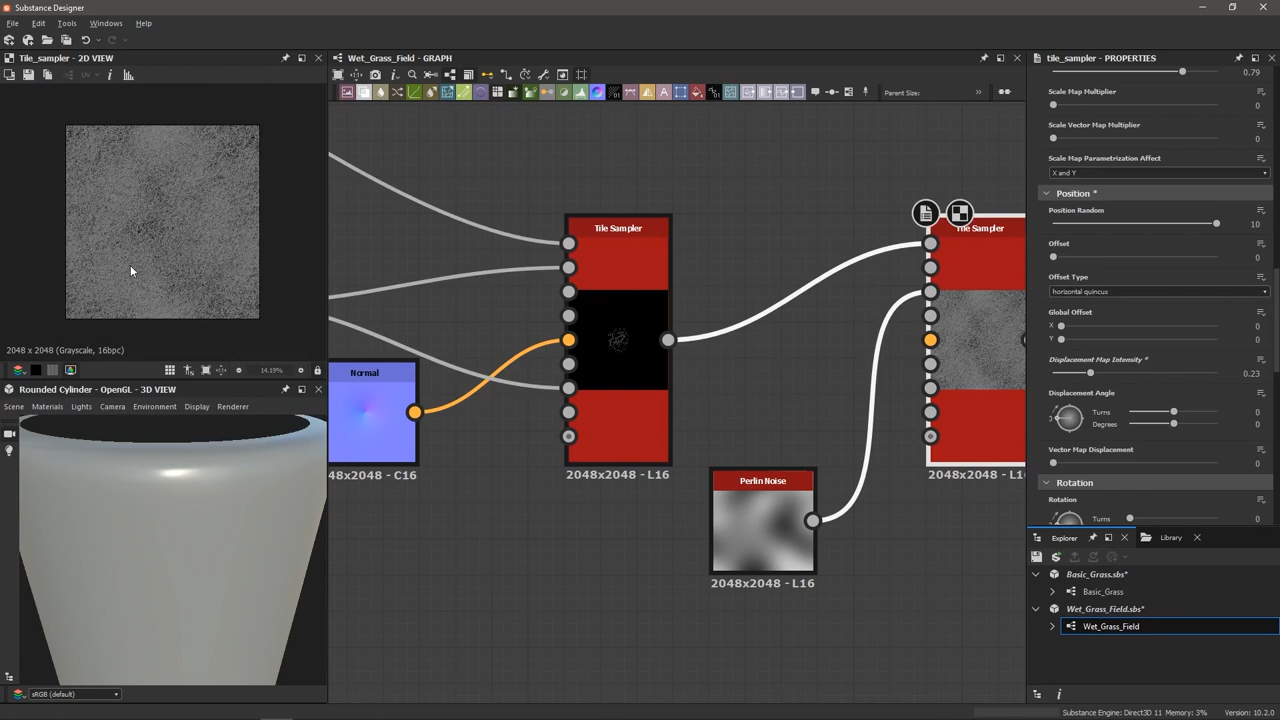 Substance Designer
File Edit Tools Windows Help
Tile_sampler - 2D VIEW
UV
2048 x 2048 (Grayscale, 16bpc)
14.19%
Rounded Cylinder - OpenGL - 3D VIEW
Scene Materials Lights Camera Environment Display Renderer
sRGB (default)
Wet_Grass_Field - GRAPH
Parent Size:
Normal
48x2048 - C16
Tile Sampler
2048x2048 - L16
Perlin Noise
2048x2048 - L16
Tile Sampler
2048x2048 - L1
tile_sampler - PROPERTIES
0.79
Scale Map Multiplier
0
Scale Vector Map Multiplier
0
Scale Map Parametrization Affect
X and Y
Position *
Position Random
10
Offset
0
Offset Type
horizontal quincux
Global Offset
X 0
Y 0
Displacement Map Intensity *
0.23
Displacement Angle
Turns 0
Degrees 0
Vector Map Displacement
0
Rotation
Rotation
Turns 0
Explorer Library
Basic_Grass.sbs*
Basic_Grass
Wet_Grass_Field.sbs*
Wet_Grass_Field
Substance Engine: Direct3D 11 Memory: 3% Version: 10.2.0